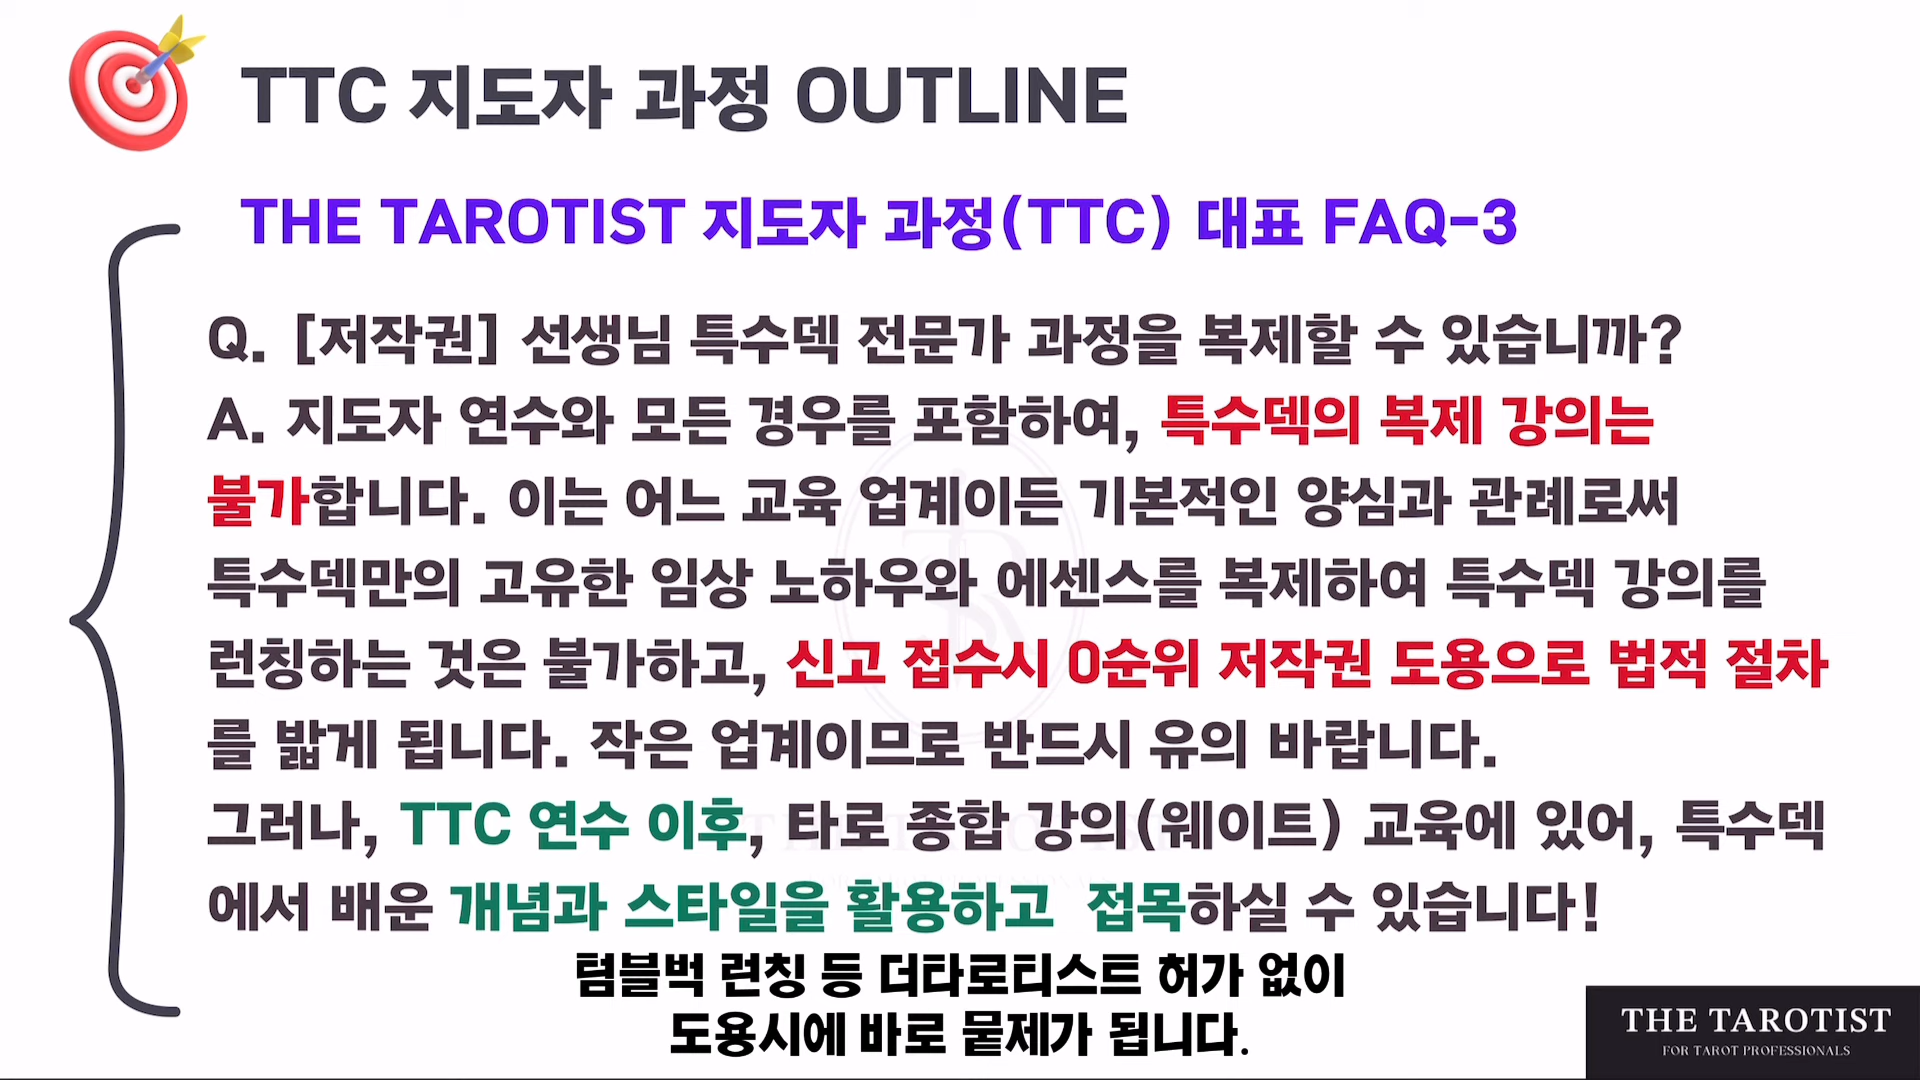 TTC 지도자 과정 OUTLINE
THE TAROTIST 지도자 과정(TTC) 대표 FAQ-3
Q. [저작권] 선생님 특수덱 전문가 과정을 복제할 수 있습니까?
A. 지도자 연수와 모든 경우를 포함하여, 특수덱의 복제 강의는
불가합니다. 이는 어느 교육 업계이든 기본적인 양심과 관례로써
특수덱만의 고유한 임상 노하우와 에센스를 복제하여 특수덱 강의를
런칭하는 것은 불가하고, 신고 접수시 0순위 저작권 도용으로 법적 절차
를 밟게 됩니다. 작은 업계이므로 반드시 유의 바랍니다.
그러나, TTC 연수 이후, 타로 종합 강의(웨이트) 교육에 있어, 특수덱
에서 배운 개념과 스타일을 활용하고 접목하실 수 있습니다!
텀블벅 런칭 등 더타로티스트 허가 없이
도용시에 바로 뭍제가 됩니다.
THE TAROTIST
FOR TAROT PROFESSIONALS